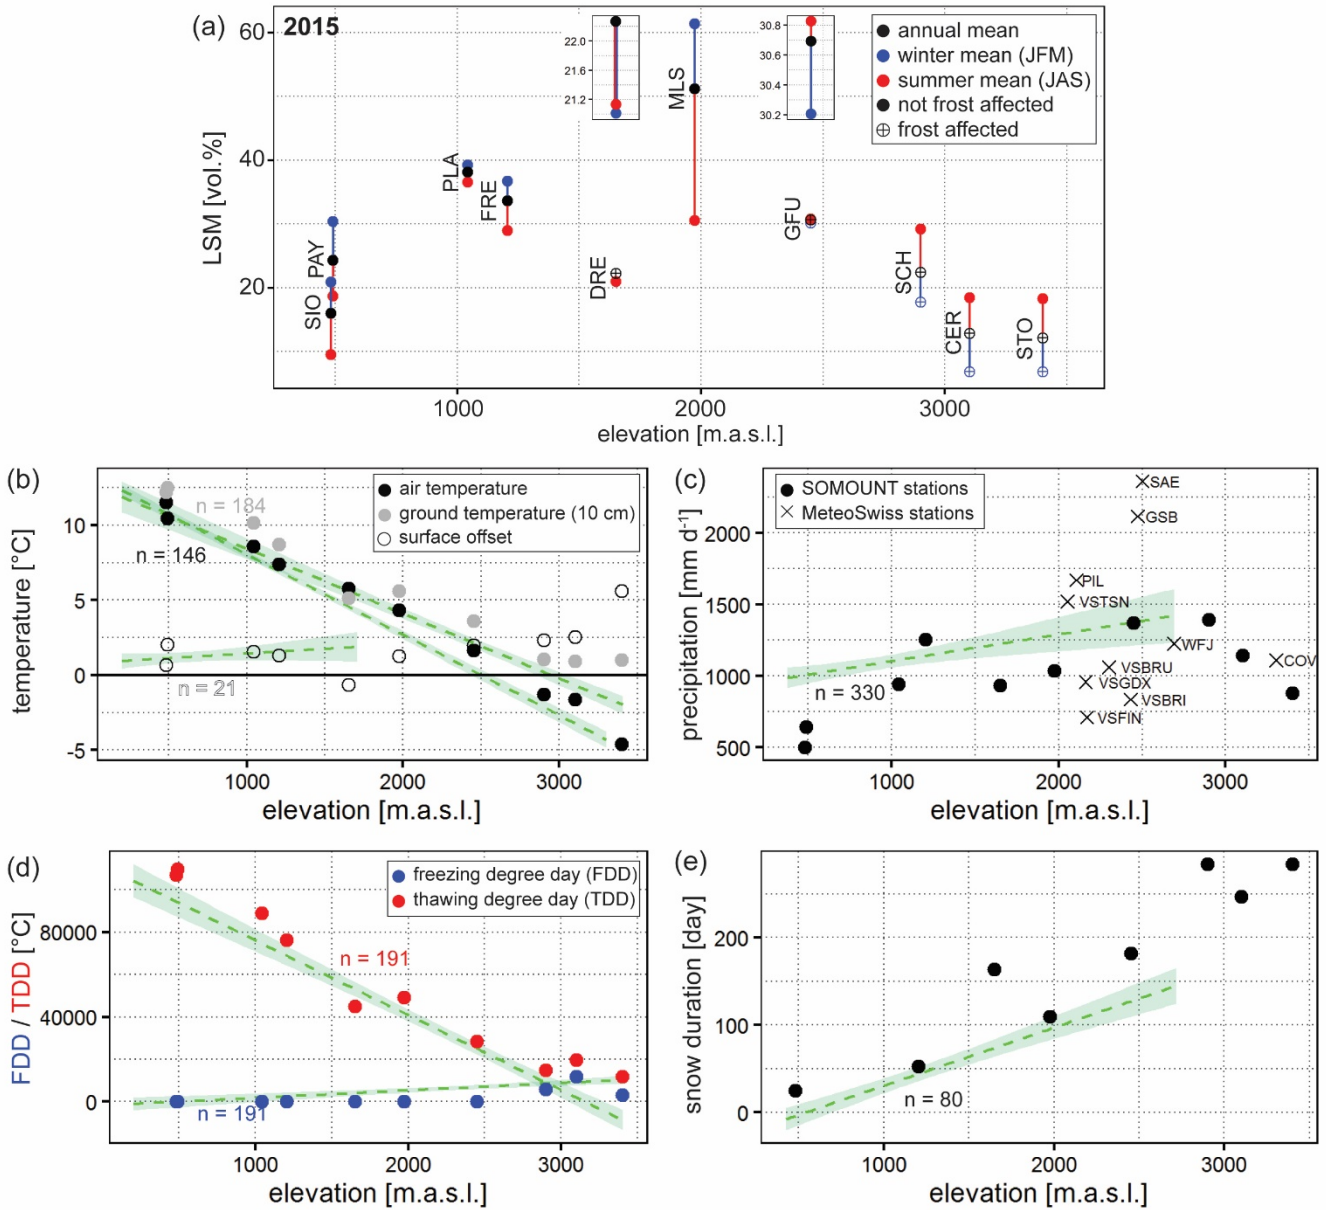 (a)
2015
60
40
20
LSM [vol.%]
SIO
PAY
PLA
FRE
DRE
MLS
GFU
SCH
CER
STO
22.0
21.6
21.2
30.8
30.6
30.4
30.2
annual mean
winter mean (JFM)
summer mean (JAS)
not frost affected
frost affected
1000
2000
3000
elevation [m.a.s.l.]
(b)
10
5
0
-5
temperature [°C]
n = 184
n = 146
n = 21
air temperature
ground temperature (10 cm)
surface offset
1000
2000
3000
elevation [m.a.s.l.]
(c)
2000
1500
1000
500
precipitation [mm d⁻¹]
SOMOUNT stations
MeteoSwiss stations
SAE
GSB
PIL
VSTSN
WFJ
COV
VSBRU
VSGDX
VSBRI
VSFIN
n = 330
1000
2000
3000
elevation [m.a.s.l.]
(d)
80000
40000
0
FDD / TDD [°C]
freezing degree day (FDD)
thawing degree day (TDD)
n = 191
n = 191
1000
2000
3000
elevation [m.a.s.l.]
(e)
200
100
0
snow duration [day]
n = 80
1000
2000
3000
elevation [m.a.s.l.]